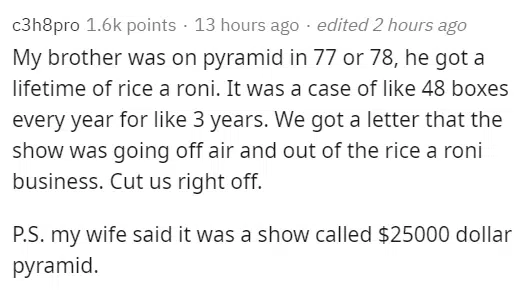 c3h8pro 1.6k points · 13 hours ago · edited 2 hours ago
My brother was on pyramid in 77 or 78, he got a
lifetime of rice a roni. It was a case of like 48 boxes
every year for like 3 years. We got a letter that the
show was going off air and out of the rice a roni
business. Cut us right off.
P.S. my wife said it was a show called $25000 dollar
pyramid.